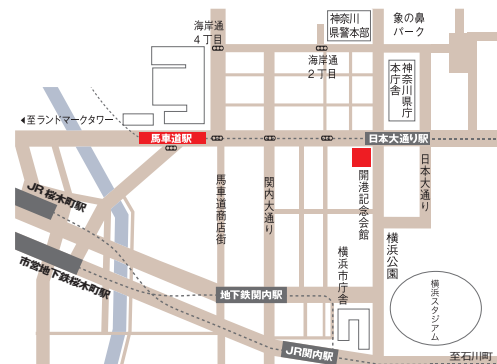 海岸通
4丁目
神奈川
県警本部
象の鼻
パーク
海岸通
2丁目
神奈川県庁
本庁舎
◀至ランドマークタワー
馬車道駅
日本大通り駅
馬車道商店街
関内大通り
開港記念会館
日本大通り
JR桜木町駅
市営地下鉄桜木町駅
横浜市庁舎
横浜公園
横浜スタジアム
地下鉄関内駅
JR関内駅
至石川町